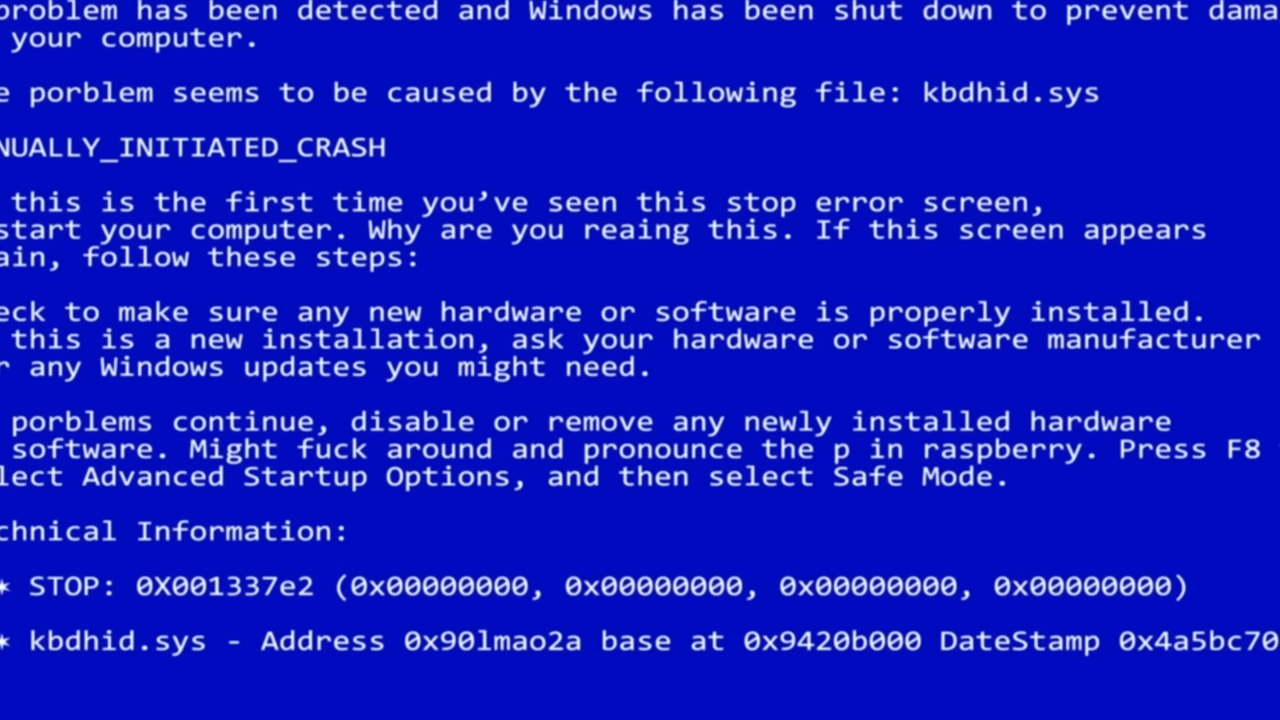 problem has been detected and Windows has been shut down to prevent dama
your computer.
e porblem seems to be caused by the following file: kbdhid.sys
NUALLY_INITIATED_CRASH
this is the first time you’ve seen this stop error screen,
start your computer. Why are you reaing this. If this screen appears
ain, follow these steps:
eck to make sure any new hardware or software is properly installed.
this is a new installation, ask your hardware or software manufacturer
r any Windows updates you might need.
porblems continue, disable or remove any newly installed hardware
software. Might fuck around and pronounce the p in raspberry. Press F8
lect Advanced Startup Options, and then select Safe Mode.
chnical Information:
* STOP: 0X001337e2 (0x00000000, 0x00000000, 0x00000000, 0x00000000)
* kbdhid.sys - Address 0x90lmao2a base at 0x9420b000 DateStamp 0x4a5bc70